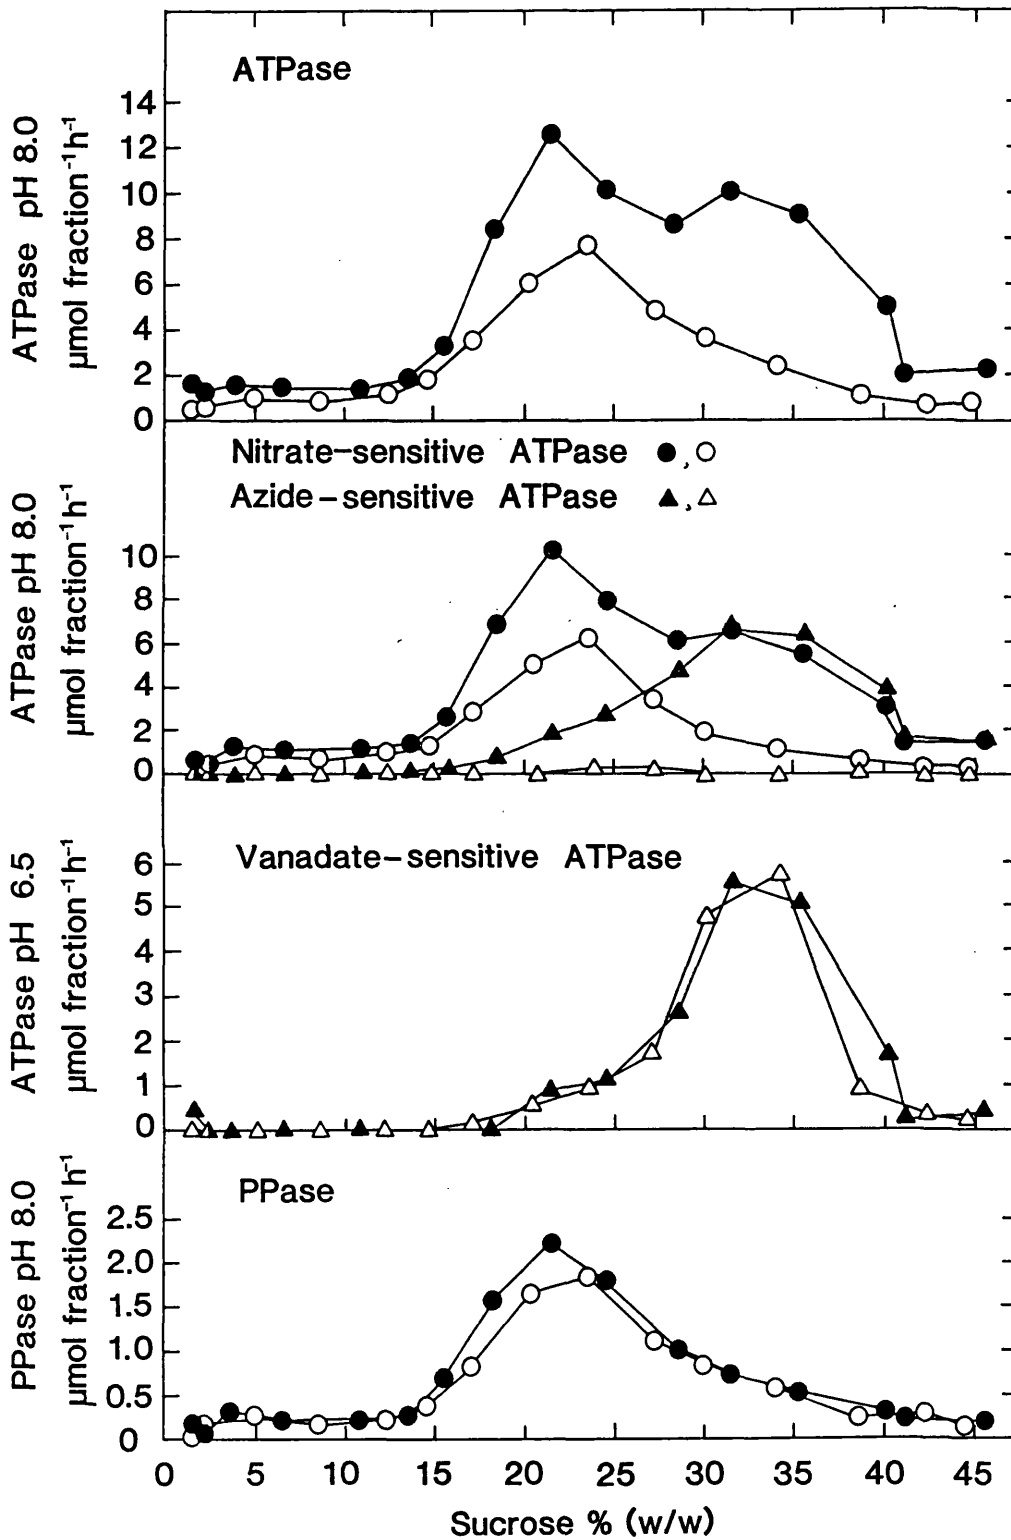 ATPase
ATPase pH 8.0
μmol fraction⁻¹h⁻¹
14
12
10
8
6
4
2
0
Nitrate-sensitive ATPase ●,○
Azide-sensitive ATPase ▲,△
ATPase pH 8.0
μmol fraction⁻¹h⁻¹
10
8
6
4
2
0
Vanadate-sensitive ATPase
ATPase pH 6.5
μmol fraction⁻¹h⁻¹
6
5
4
3
2
1
0
PPase
PPase pH 8.0
μmol fraction⁻¹h⁻¹
2.5
2.0
1.5
1.0
0.5
0
0 5 10 15 20 25 30 35 40 45
Sucrose % (w/w)